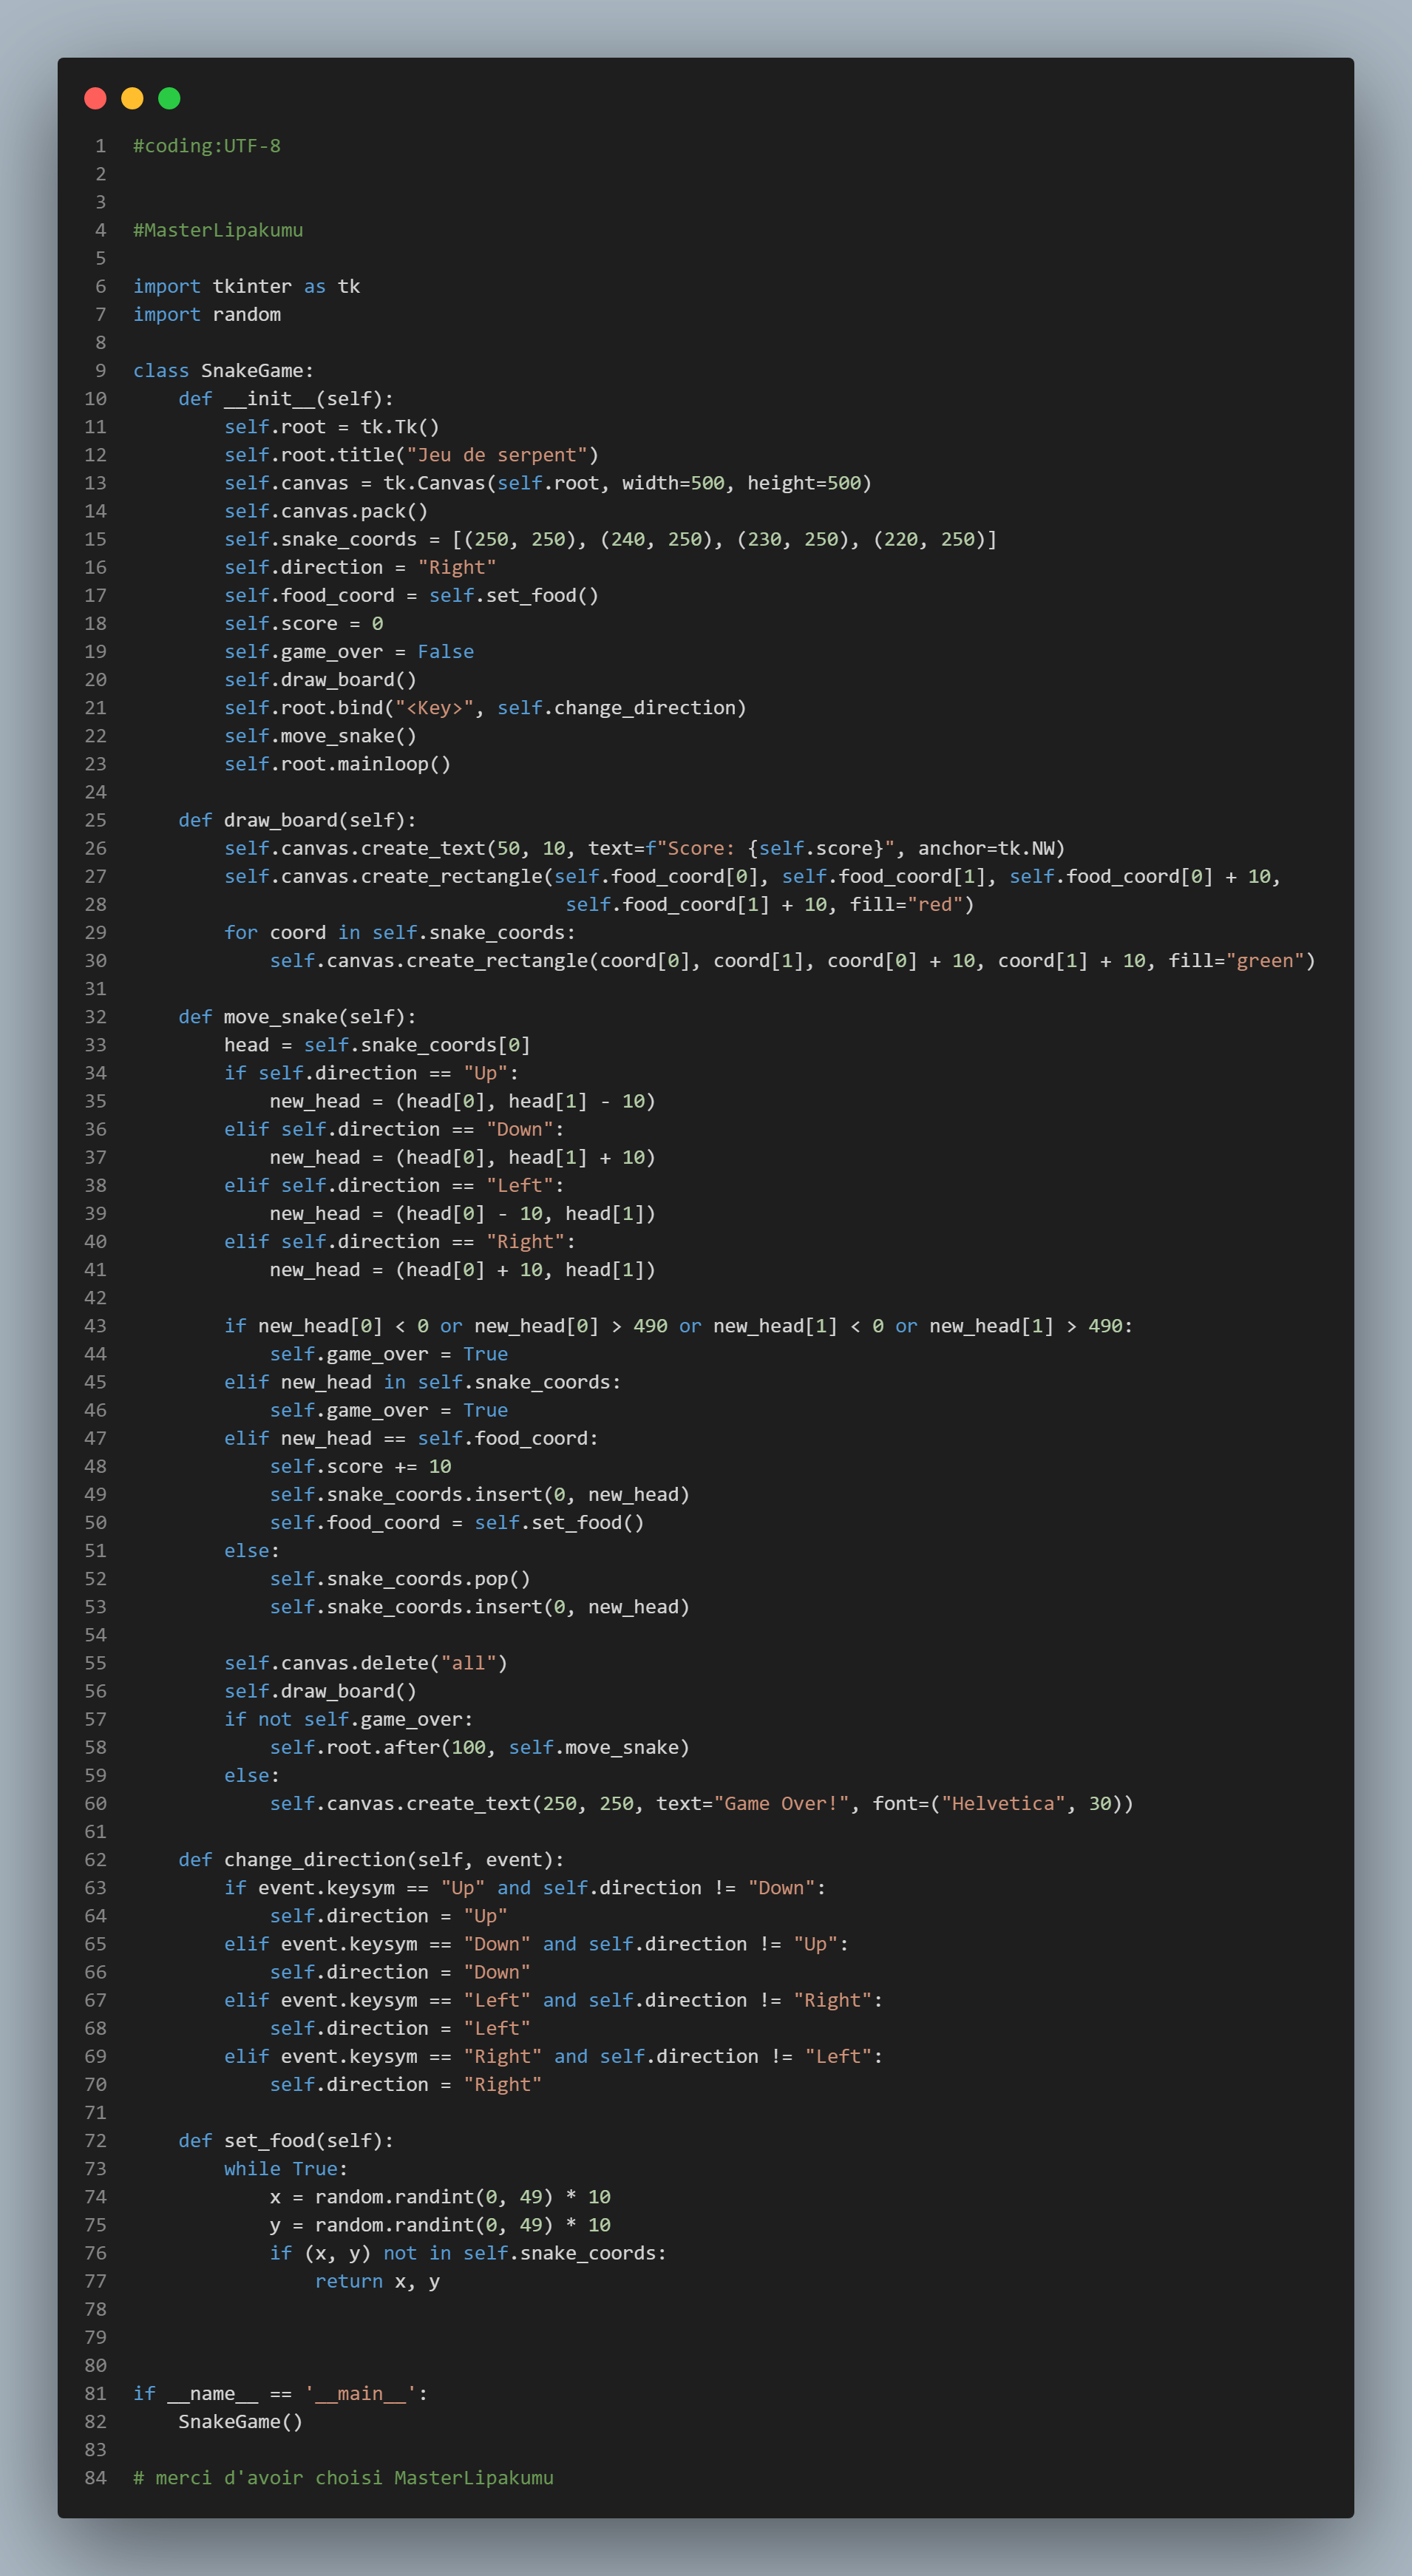 1 #coding:UTF-8
2
3
4 #MasterLipakumu
5
6 import tkinter as tk
7 import random
8
9 class SnakeGame:
10     def __init__(self):
11         self.root = tk.Tk()
12         self.root.title("Jeu de serpent")
13         self.canvas = tk.Canvas(self.root, width=500, height=500)
14         self.canvas.pack()
15         self.snake_coords = [(250, 250), (240, 250), (230, 250), (220, 250)]
16         self.direction = "Right"
17         self.food_coord = self.set_food()
18         self.score = 0
19         self.game_over = False
20         self.draw_board()
21         self.root.bind("<Key>", self.change_direction)
22         self.move_snake()
23         self.root.mainloop()
24
25     def draw_board(self):
26         self.canvas.create_text(50, 10, text=f"Score: {self.score}", anchor=tk.NW)
27         self.canvas.create_rectangle(self.food_coord[0], self.food_coord[1], self.food_coord[0] + 10,
28                                       self.food_coord[1] + 10, fill="red")
29         for coord in self.snake_coords:
30             self.canvas.create_rectangle(coord[0], coord[1], coord[0] + 10, coord[1] + 10, fill="green")
31
32     def move_snake(self):
33         head = self.snake_coords[0]
34         if self.direction == "Up":
35             new_head = (head[0], head[1] - 10)
36         elif self.direction == "Down":
37             new_head = (head[0], head[1] + 10)
38         elif self.direction == "Left":
39             new_head = (head[0] - 10, head[1])
40         elif self.direction == "Right":
41             new_head = (head[0] + 10, head[1])
42
43         if new_head[0] < 0 or new_head[0] > 490 or new_head[1] < 0 or new_head[1] > 490:
44             self.game_over = True
45         elif new_head in self.snake_coords:
46             self.game_over = True
47         elif new_head == self.food_coord:
48             self.score += 10
49             self.snake_coords.insert(0, new_head)
50             self.food_coord = self.set_food()
51         else:
52             self.snake_coords.pop()
53             self.snake_coords.insert(0, new_head)
54
55         self.canvas.delete("all")
56         self.draw_board()
57         if not self.game_over:
58             self.root.after(100, self.move_snake)
59         else:
60             self.canvas.create_text(250, 250, text="Game Over!", font=("Helvetica", 30))
61
62     def change_direction(self, event):
63         if event.keysym == "Up" and self.direction != "Down":
64             self.direction = "Up"
65         elif event.keysym == "Down" and self.direction != "Up":
66             self.direction = "Down"
67         elif event.keysym == "Left" and self.direction != "Right":
68             self.direction = "Left"
69         elif event.keysym == "Right" and self.direction != "Left":
70             self.direction = "Right"
71
72     def set_food(self):
73         while True:
74             x = random.randint(0, 49) * 10
75             y = random.randint(0, 49) * 10
76             if (x, y) not in self.snake_coords:
77                 return x, y
78
79
80
81 if __name__ == '__main__':
82     SnakeGame()
83
84 # merci d'avoir choisi MasterLipakumu